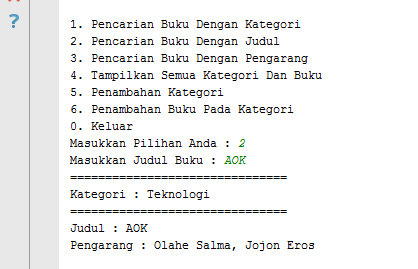 1. Pencarian Buku Dengan Kategori
2. Pencarian Buku Dengan Judul
3. Pencarian Buku Dengan Pengarang
4. Tampilkan Semua Kategori Dan Buku
5. Penambahan Kategori
6. Penambahan Buku Pada Kategori
0. Keluar
Masukkan Pilihan Anda : 2
Masukkan Judul Buku : AOK
===============================
Kategori : Teknologi
===============================
Judul : AOK
Pengarang : Olahe Salma, Jojon Eros